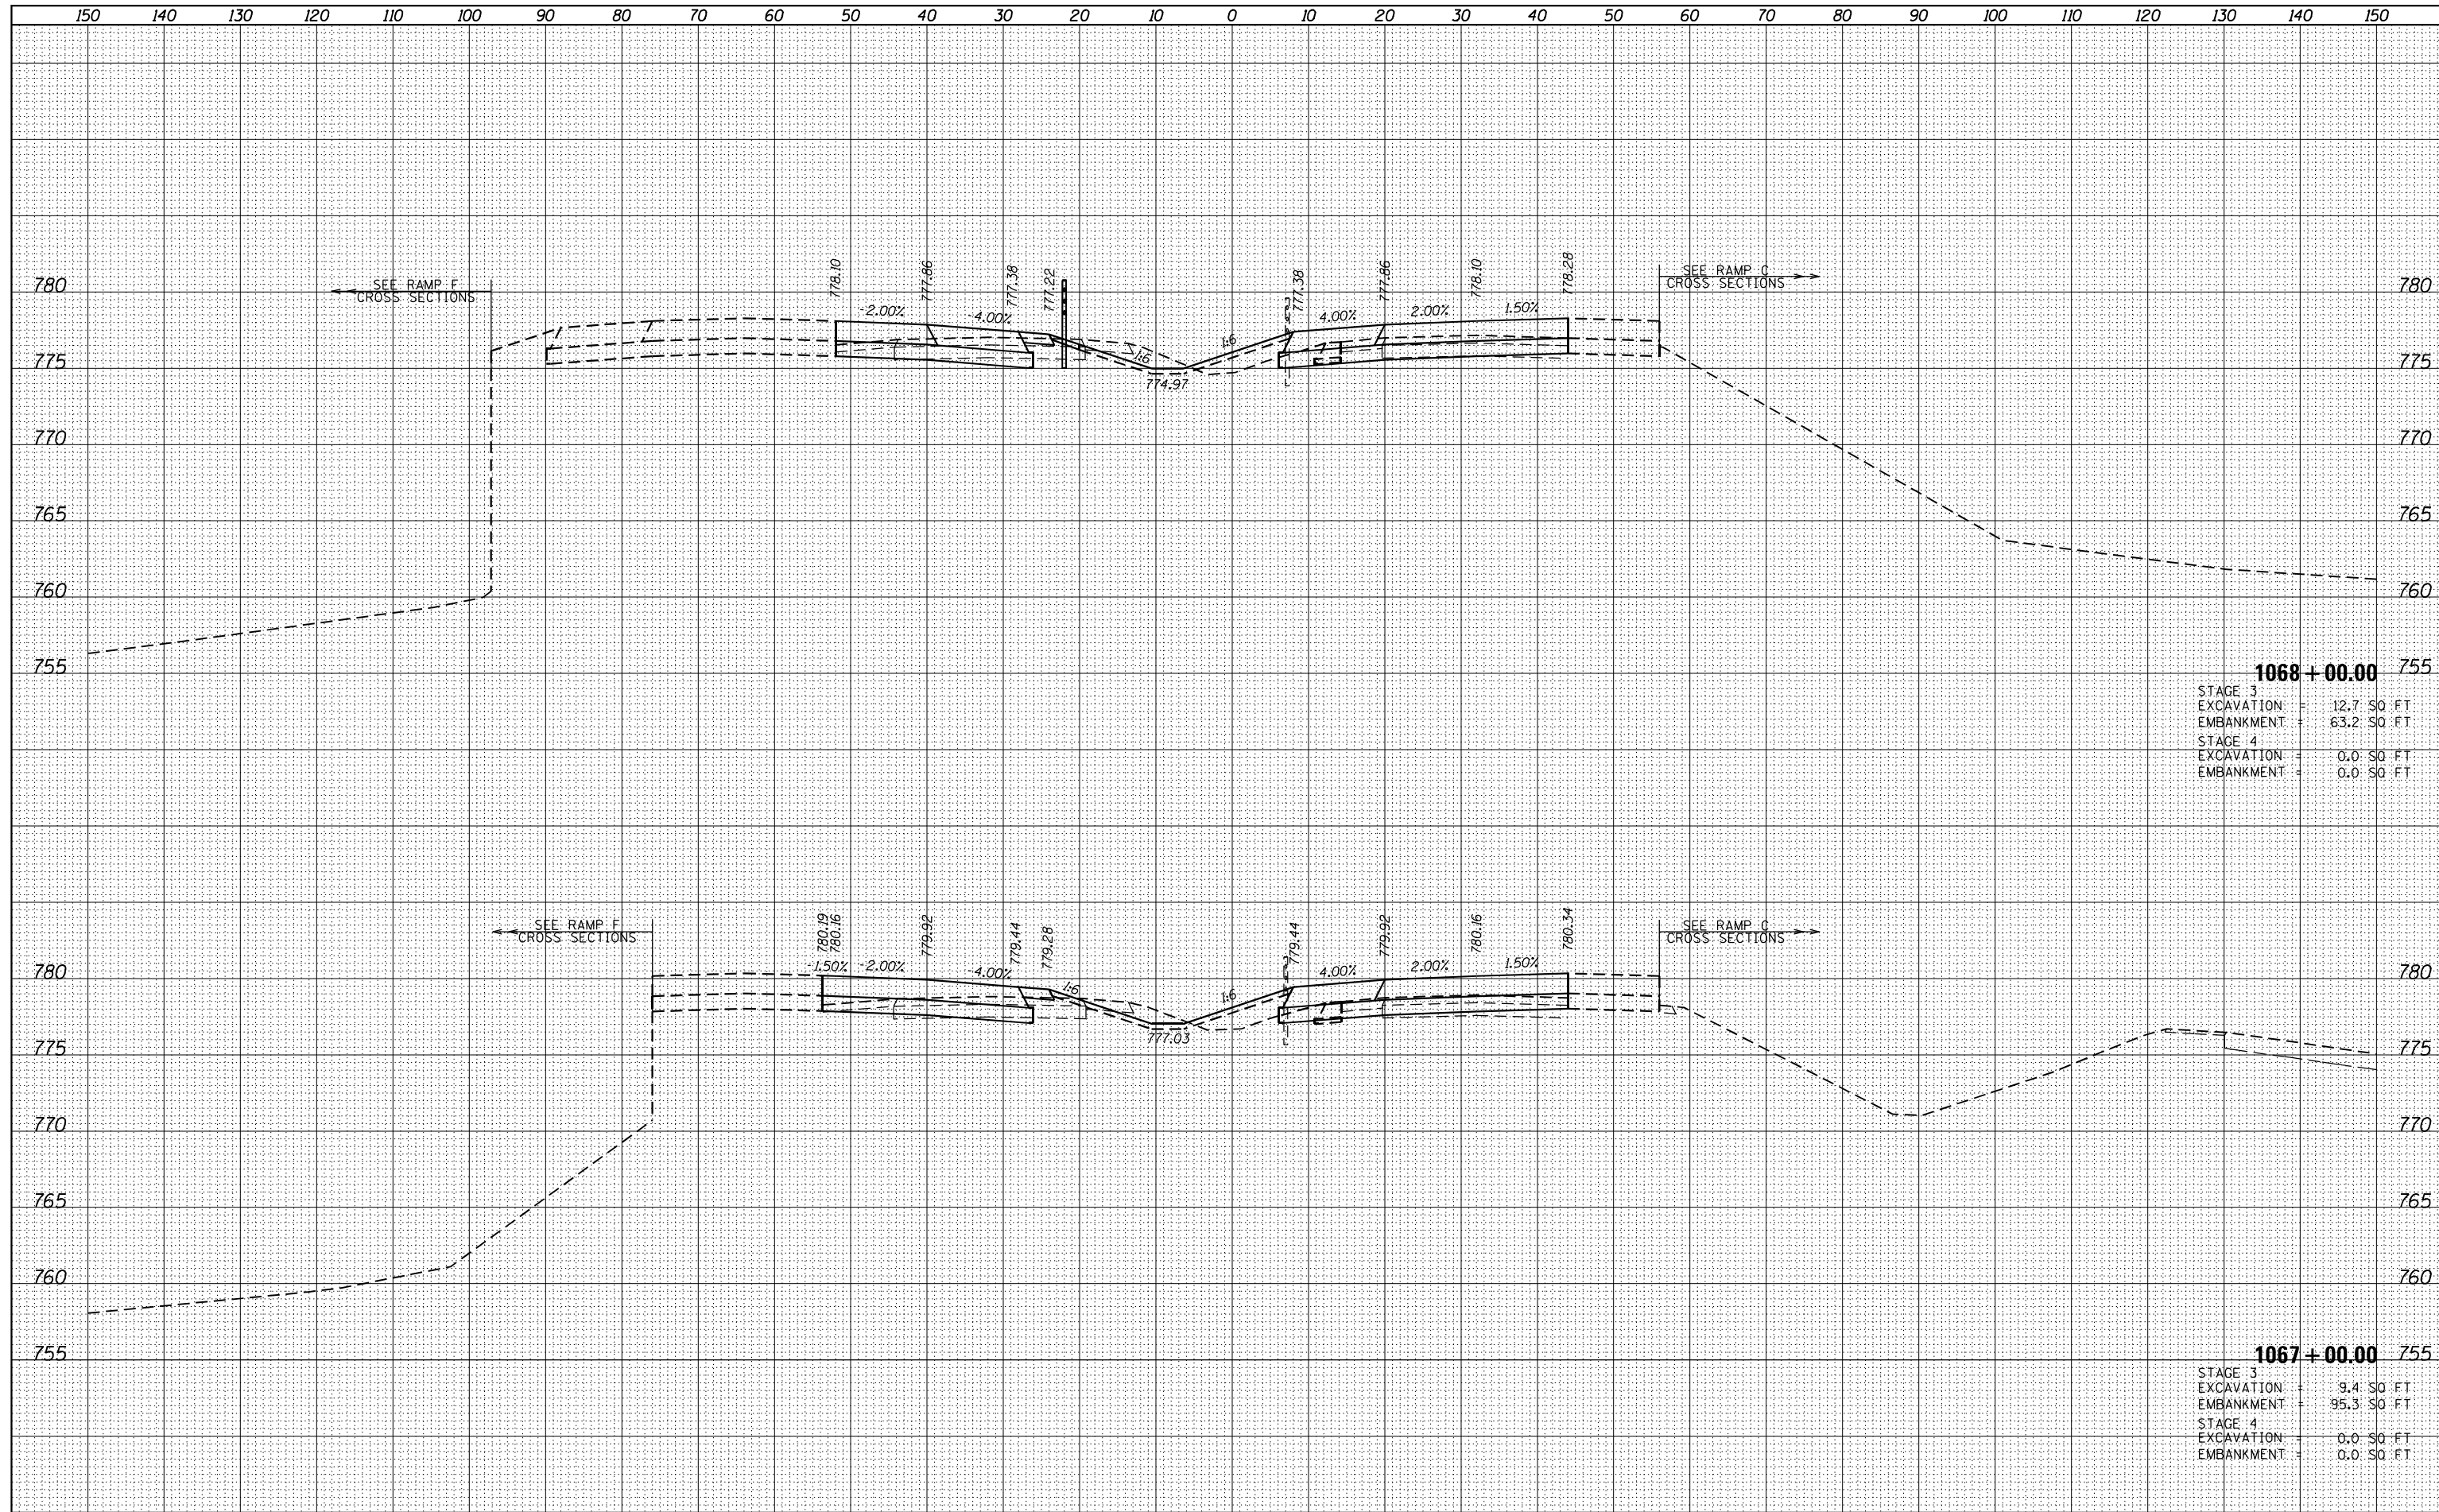 150 140 130 120 110 100 90 80 70 60 50 40 30 20 10 0 10 20 30 40 50 60 70 80 90 100 110 120 130 140 150
778.10 777.86 777.38 777.22 777.38 777.86 778.10 778.28
SEE RAMP F
CROSS SECTIONS
SEE RAMP C
CROSS SECTIONS
780 780
-2.00% -4.00% 1:6 1:6 4.00% 2.00% 1.50%
775 775
774.97
770 770
765 765
760 760
755 755
1068+00.00
STAGE 3
EXCAVATION = 12.7 SQ FT
EMBANKMENT = 63.2 SQ FT
STAGE 4
EXCAVATION = 0.0 SQ FT
EMBANKMENT = 0.0 SQ FT
780.19 780.16 779.92 779.44 779.28 779.44 779.92 780.16 780.34
SEE RAMP F
CROSS SECTIONS
SEE RAMP C
CROSS SECTIONS
-1.50% -2.00% -4.00% 1:6 1:6 4.00% 2.00% 1.50%
780 780
777.03
775 775
770 770
765 765
760 760
755 755
1067+00.00
STAGE 3
EXCAVATION = 9.4 SQ FT
EMBANKMENT = 95.3 SQ FT
STAGE 4
EXCAVATION = 0.0 SQ FT
EMBANKMENT = 0.0 SQ FT